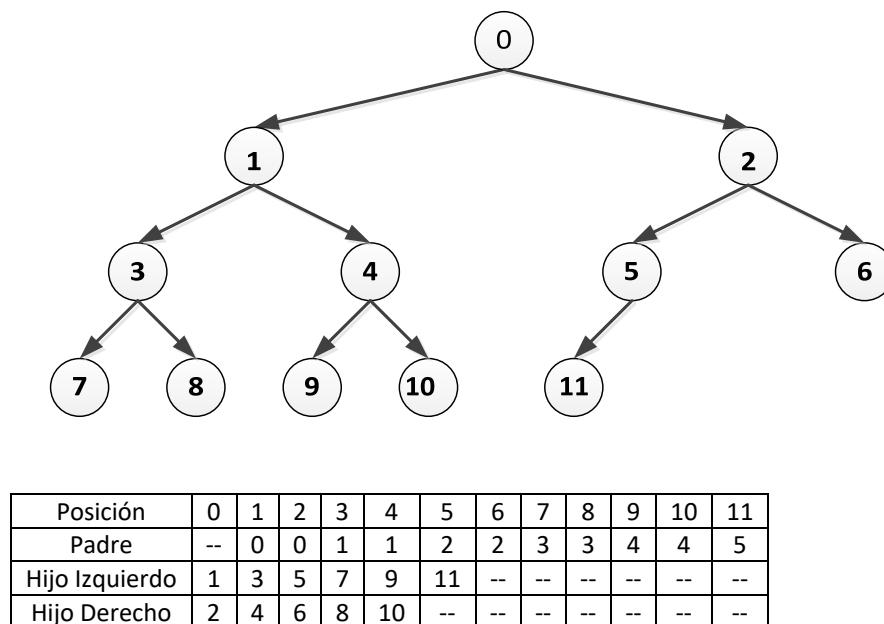 0
1 2
3 4 5 6
7 8 9 10 11
Posición 0 1 2 3 4 5 6 7 8 9 10 11
Padre -- 0 0 1 1 2 2 3 3 4 4 5
Hijo Izquierdo 1 3 5 7 9 11 -- -- -- -- -- --
Hijo Derecho 2 4 6 8 10 -- -- -- -- -- -- --